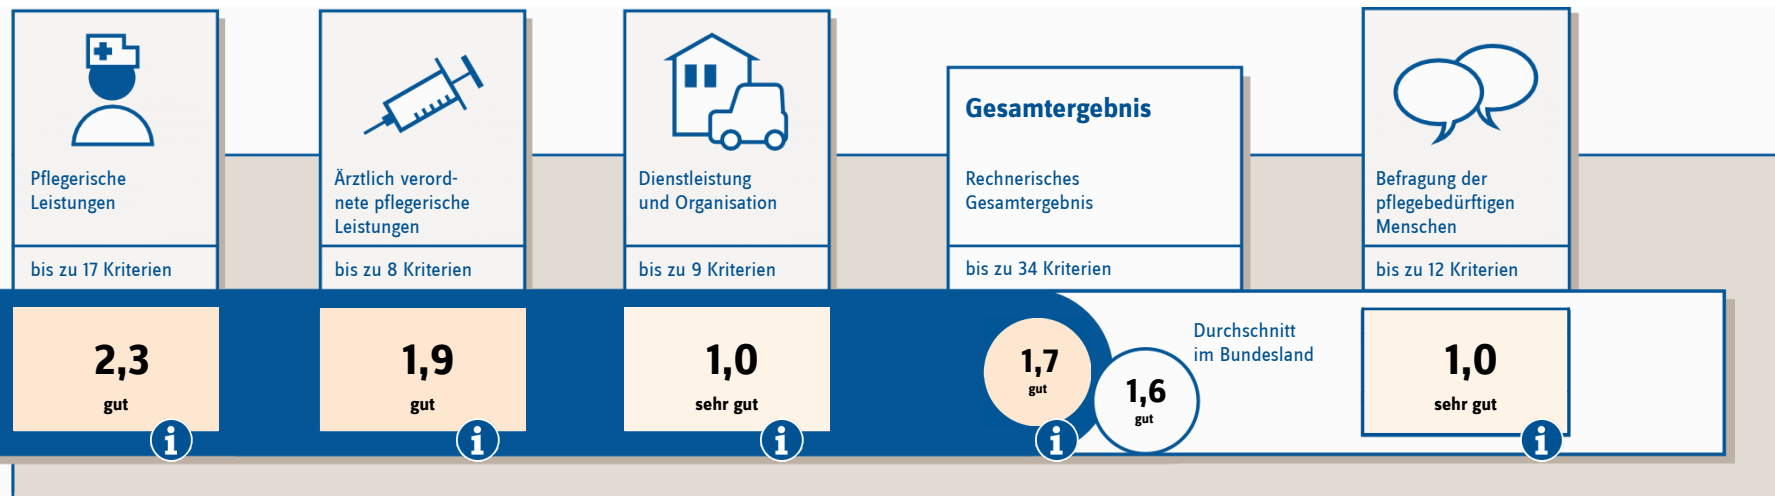 Pflegerische
Leistungen
bis zu 17 Kriterien
2,3
gut
i
Ärztlich verord-
nete pflegerische
Leistungen
bis zu 8 Kriterien
1,9
gut
i
Dienstleistung
und Organisation
bis zu 9 Kriterien
1,0
sehr gut
i
Gesamtergebnis
Rechnerisches
Gesamtergebnis
bis zu 34 Kriterien
1,7
gut
i
Durchschnitt
im Bundesland
1,6
gut
Befragung der
pflegebedürftigen
Menschen
bis zu 12 Kriterien
1,0
sehr gut
i